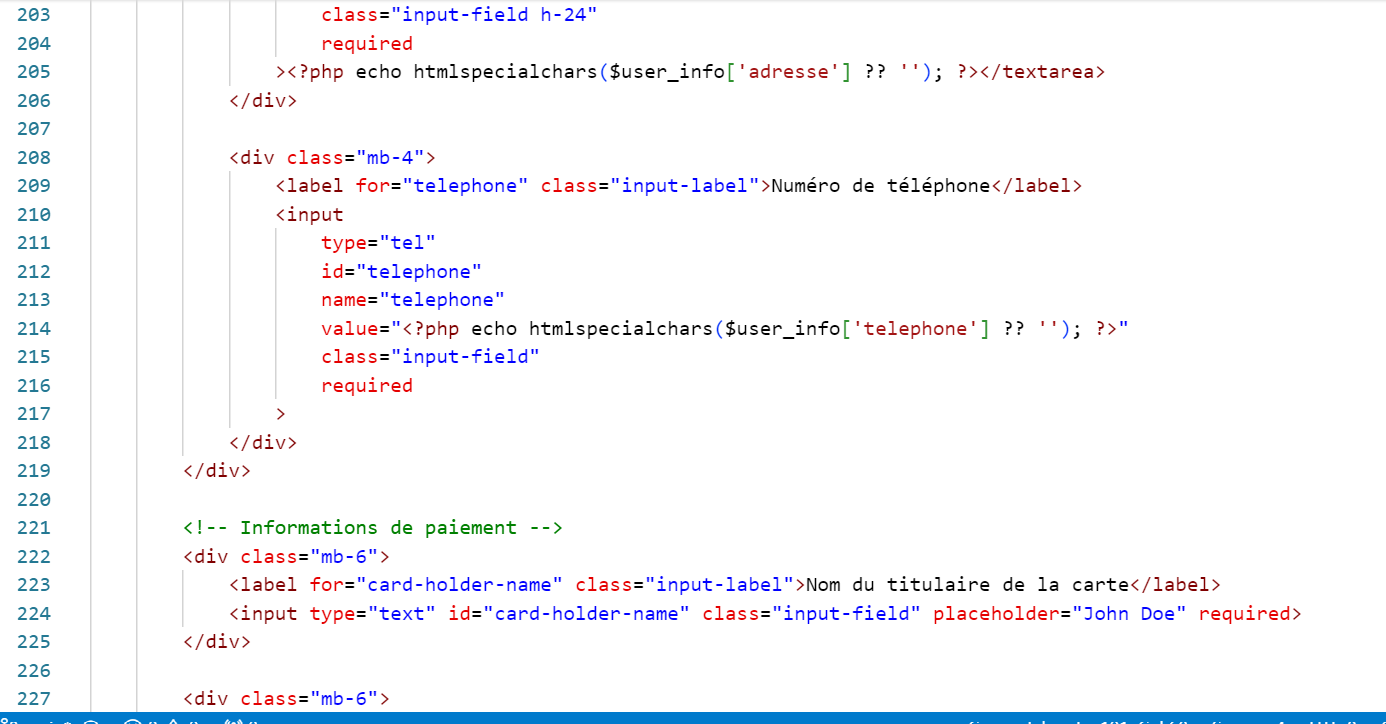 203 class="input-field h-24"
204 required
205 ><?php echo htmlspecialchars($user_info['adresse'] ?? ''); ?></textarea>
206 </div>
207
208 <div class="mb-4">
209 <label for="telephone" class="input-label">Numéro de téléphone</label>
210 <input
211 type="tel"
212 id="telephone"
213 name="telephone"
214 value="<?php echo htmlspecialchars($user_info['telephone'] ?? ''); ?>"
215 class="input-field"
216 required
217 >
218 </div>
219 </div>
220
221 <!-- Informations de paiement -->
222 <div class="mb-6">
223 <label for="card-holder-name" class="input-label">Nom du titulaire de la carte</label>
224 <input type="text" id="card-holder-name" class="input-field" placeholder="John Doe" required>
225 </div>
226
227 <div class="mb-6">